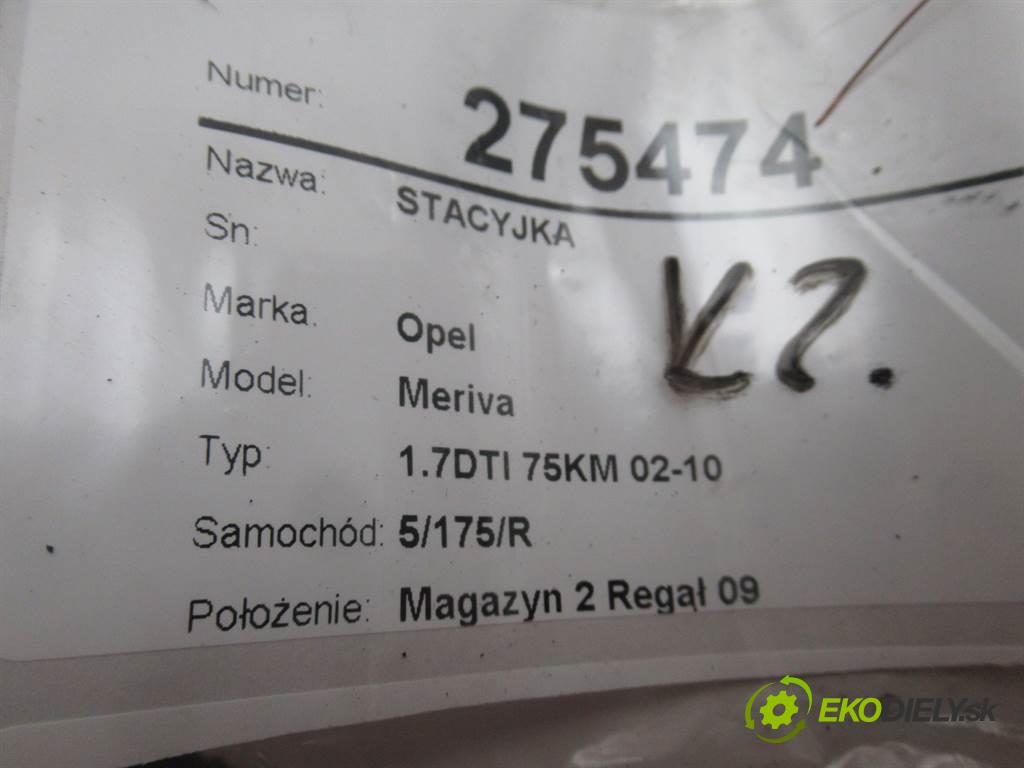 Numer: 275474
Nazwa: STACYJKA
Sn:
Marka. Opel
K2.
Model: Meriva
Typ: 1.7DTI 75KM 02-10
Samochód: 5/175/R
Położenie: Magazyn 2 Regał 09
EKODIELY.sk